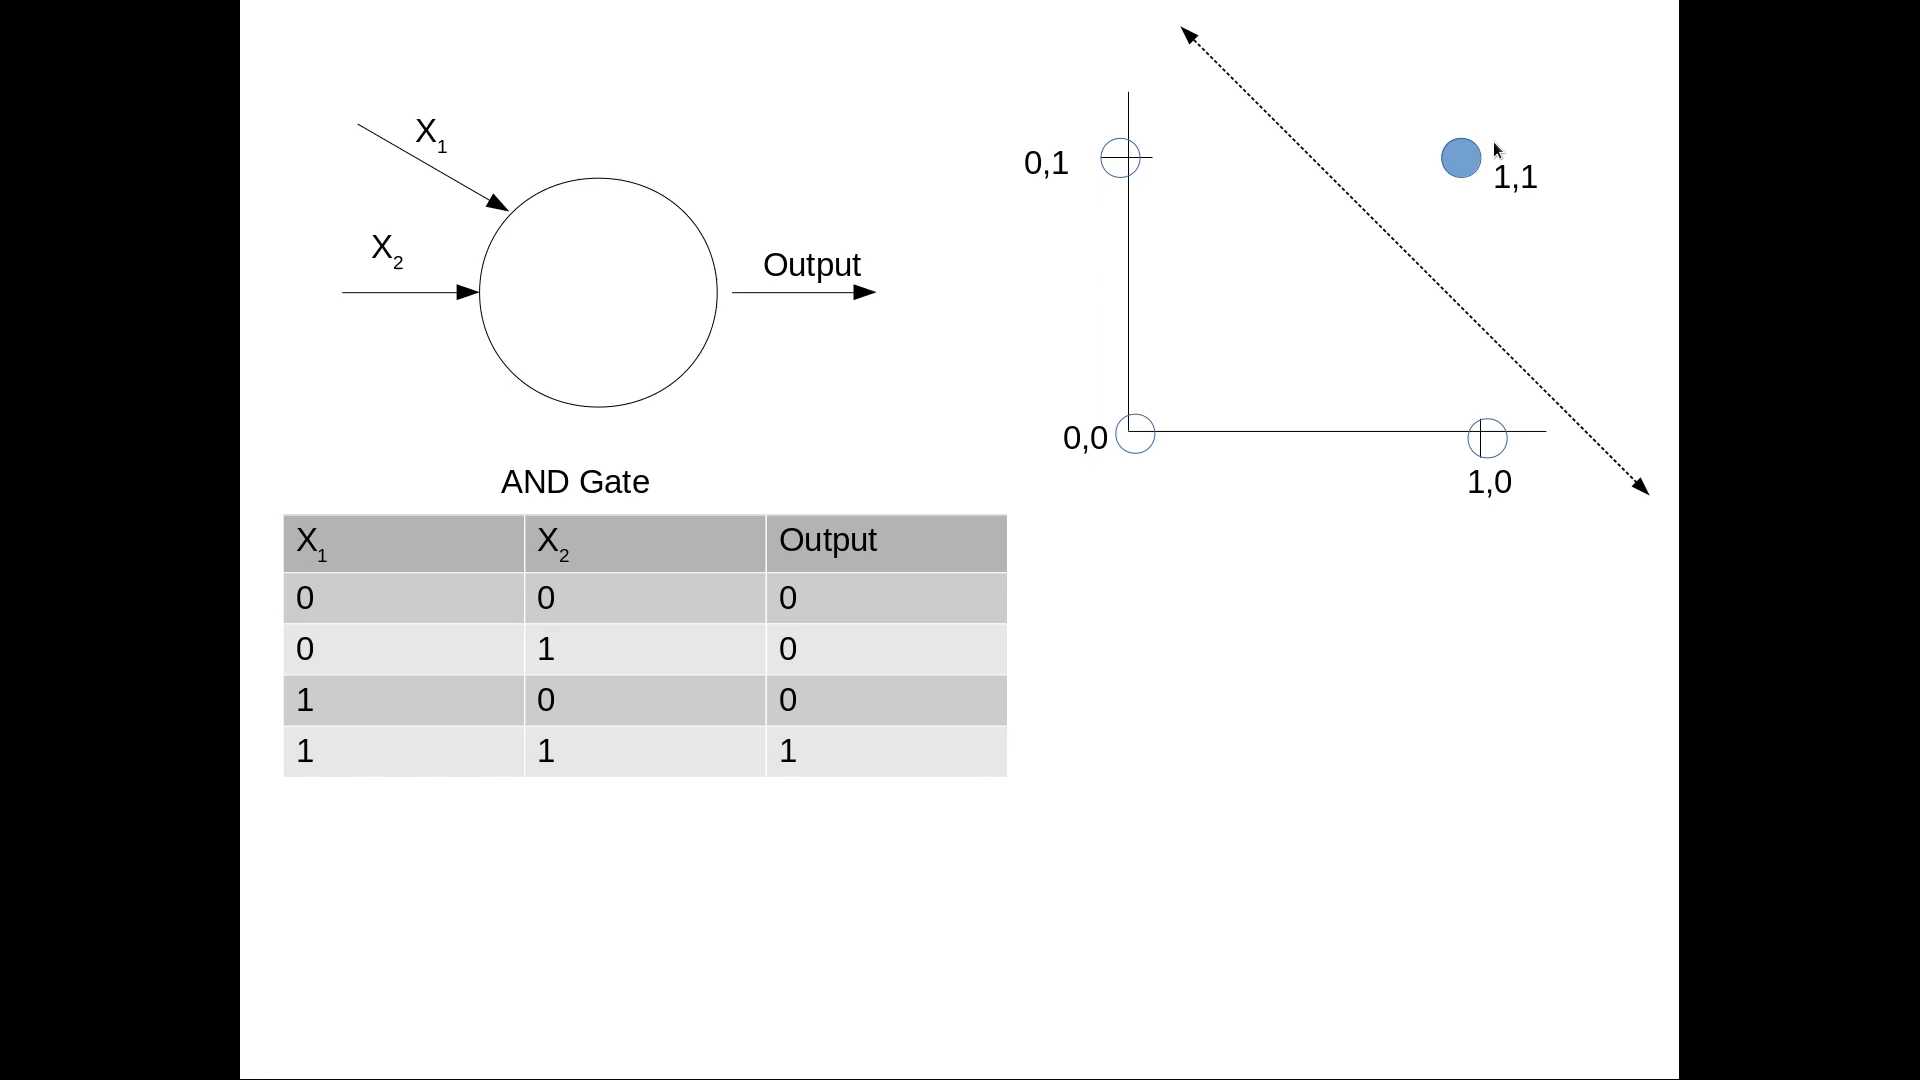 X1
X2
Output
0,1
1,1
0,0
1,0
AND Gate
X1 X2 Output
0 0 0
0 1 0
1 0 0
1 1 1